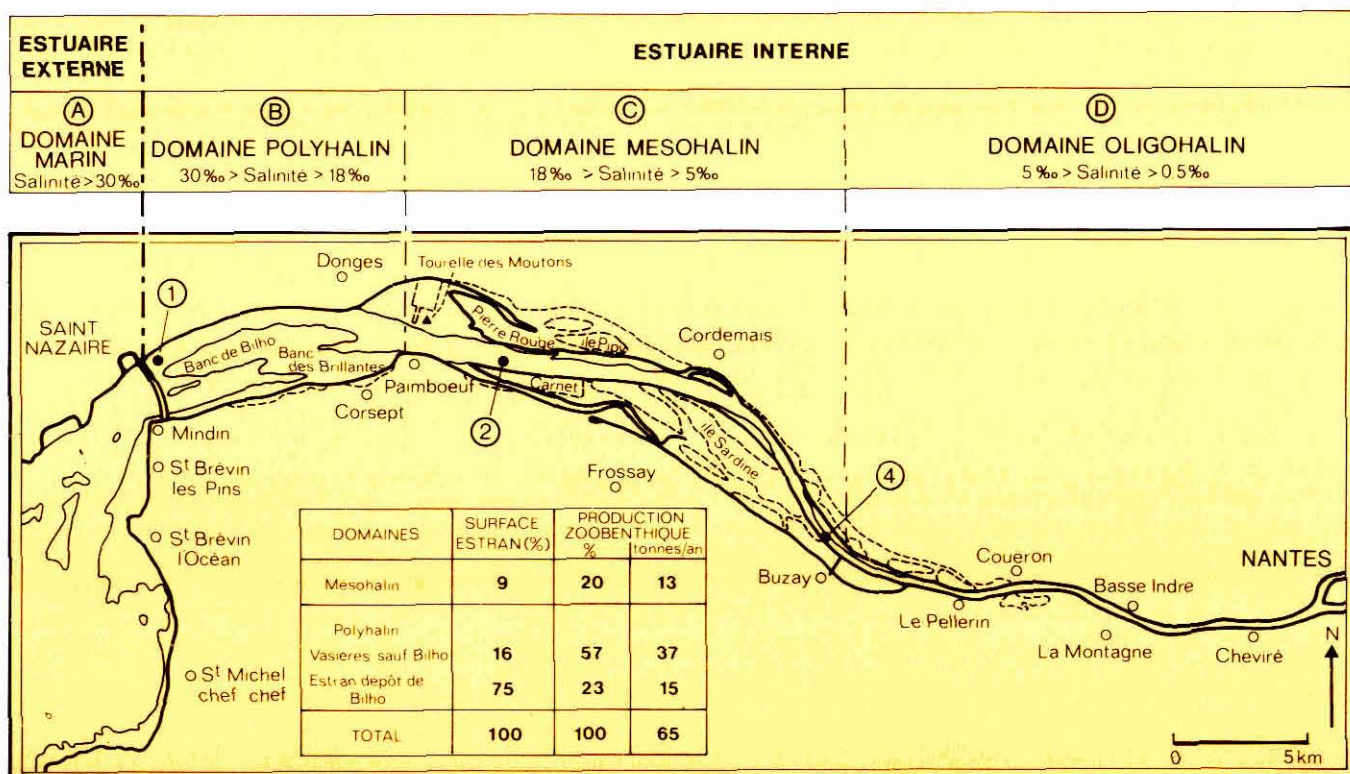 ESTUAIRE
EXTERNE
ESTUAIRE INTERNE
A
DOMAINE
MARIN
Salinité > 30‰
B
DOMAINE POLYHALIN
30‰ > Salinité > 18‰
C
DOMAINE MESOHALIN
18‰ > Salinité > 5‰
D
DOMAINE OLIGOHALIN
5‰ > Salinité > 0.5‰
Donges
Tourelle des Moutons
1
SAINT-
NAZAIRE
Banc de Bilho
Banc
des Brillantes
Pierre Rouge
île Pipy
Cordemais
Paimboeuf
Carnet
Corsept
2
île Sardine
Mindin
St Brévin
les Pins
Frossay
4
St Brévin
l'Océan
Buzay
Couëron
NANTES
Basse Indre
Le Pellerin
La Montagne
Cheviré
N
St Michel
chef chef
0 5 km
DOMAINES
SURFACE
ESTRAN (%)
PRODUCTION
ZOOBENTHIQUE
% tonnes/an
Mésohalin 9 20 13
Polyhalin
Vasières sauf Bilho 16 57 37
Estran dépôt de
Bilho
75 23 15
TOTAL 100 100 65